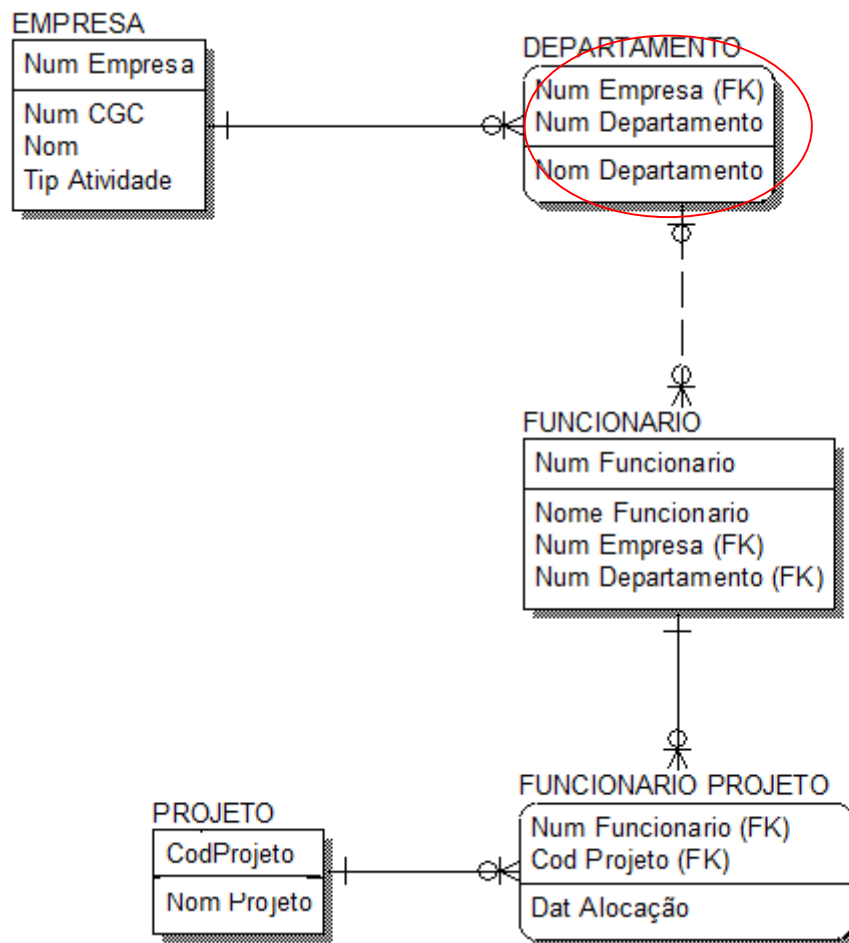 EMPRESA
Num Empresa
Num CGC
Nom
Tip Atividade
DEPARTAMENTO
Num Empresa (FK)
Num Departamento
Nom Departamento
FUNCIONARIO
Num Funcionario
Nome Funcionario
Num Empresa (FK)
Num Departamento (FK)
PROJETO
CodProjeto
Nom Projeto
FUNCIONARIO PROJETO
Num Funcionario (FK)
Cod Projeto (FK)
Dat Alocação